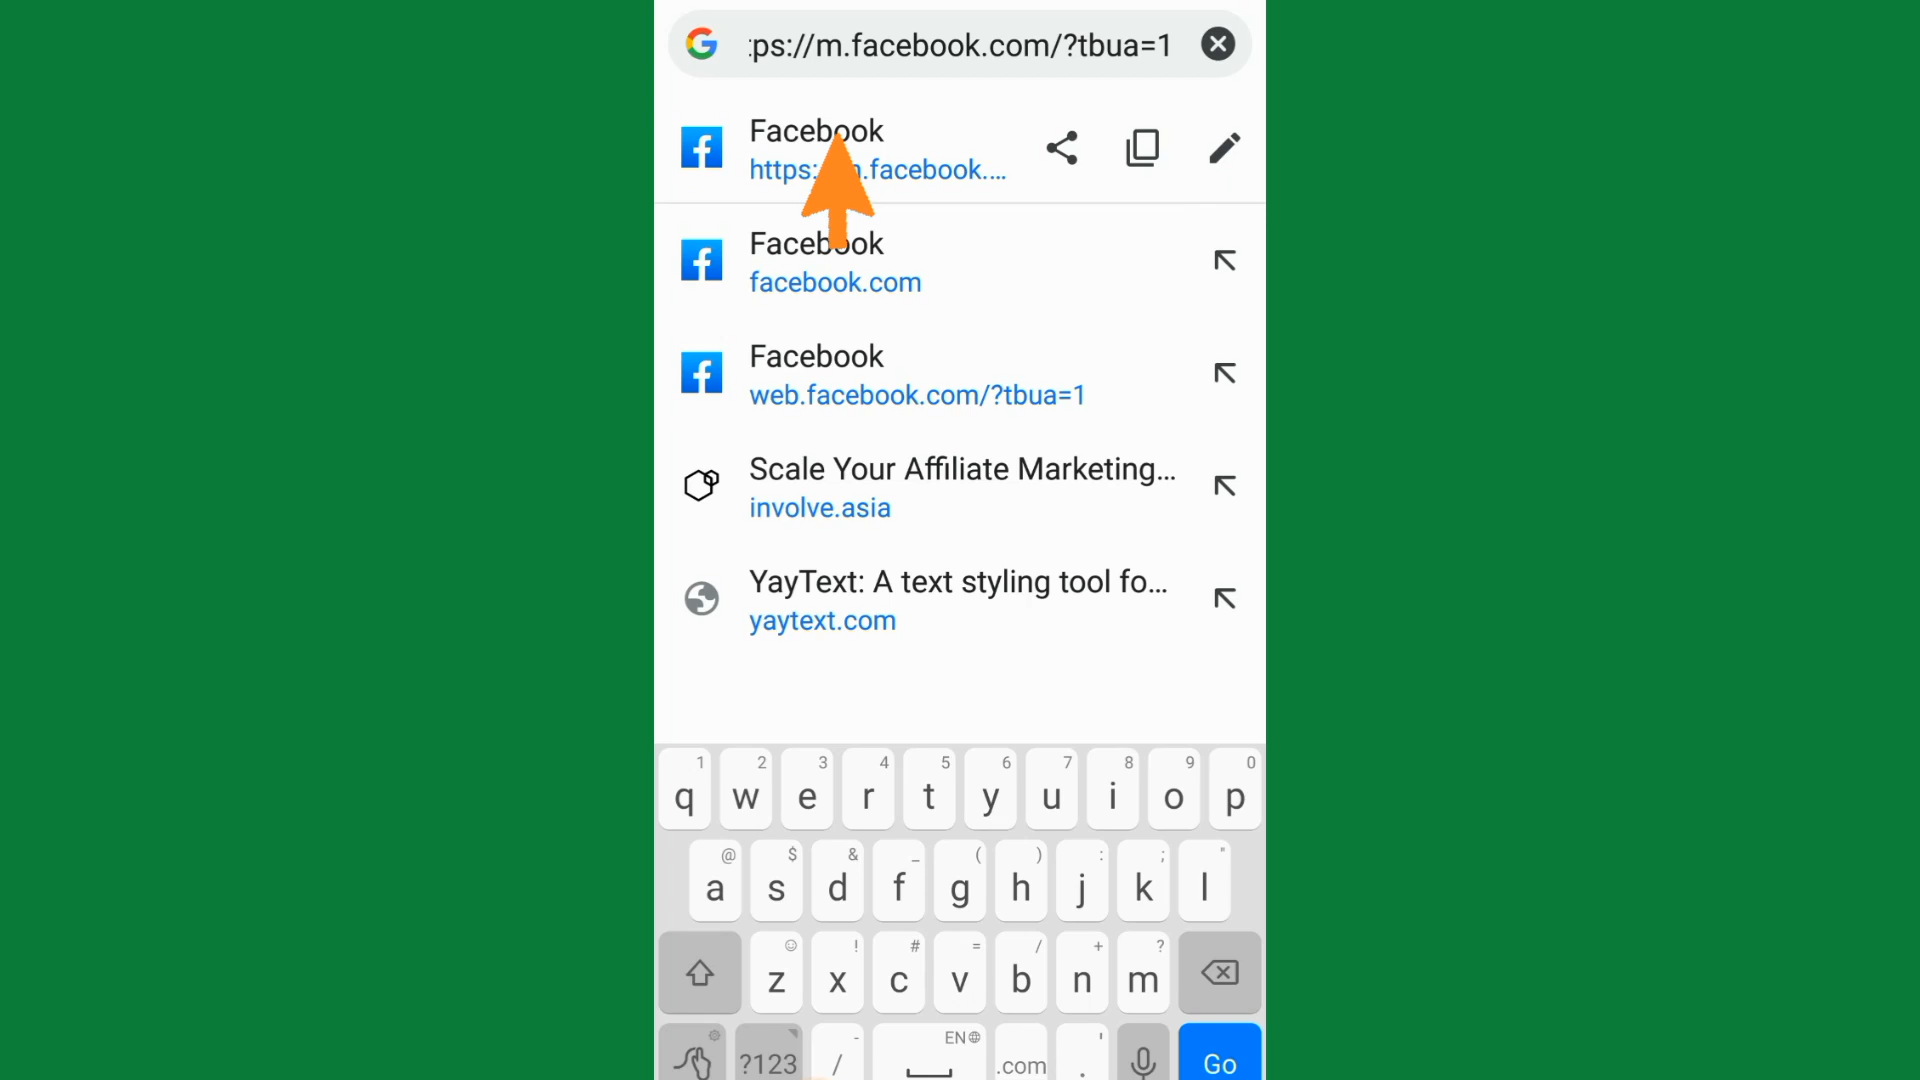 :ps://m.facebook.com/?tbua=1
Facebook
https: .facebook....
Facebook
facebook.com
Facebook
web.facebook.com/?tbua=1
Scale Your Affiliate Marketing...
involve.asia
YayText: A text styling tool fo...
yaytext.com
1 2 3 4 5 6 7 8 9 0
q w e r t y u i o p
@ $ & _ ( ) : ; "
a s d f g h j k l
! # = / + ?
z x c v b n m
- EN '
?123 / .com . Go